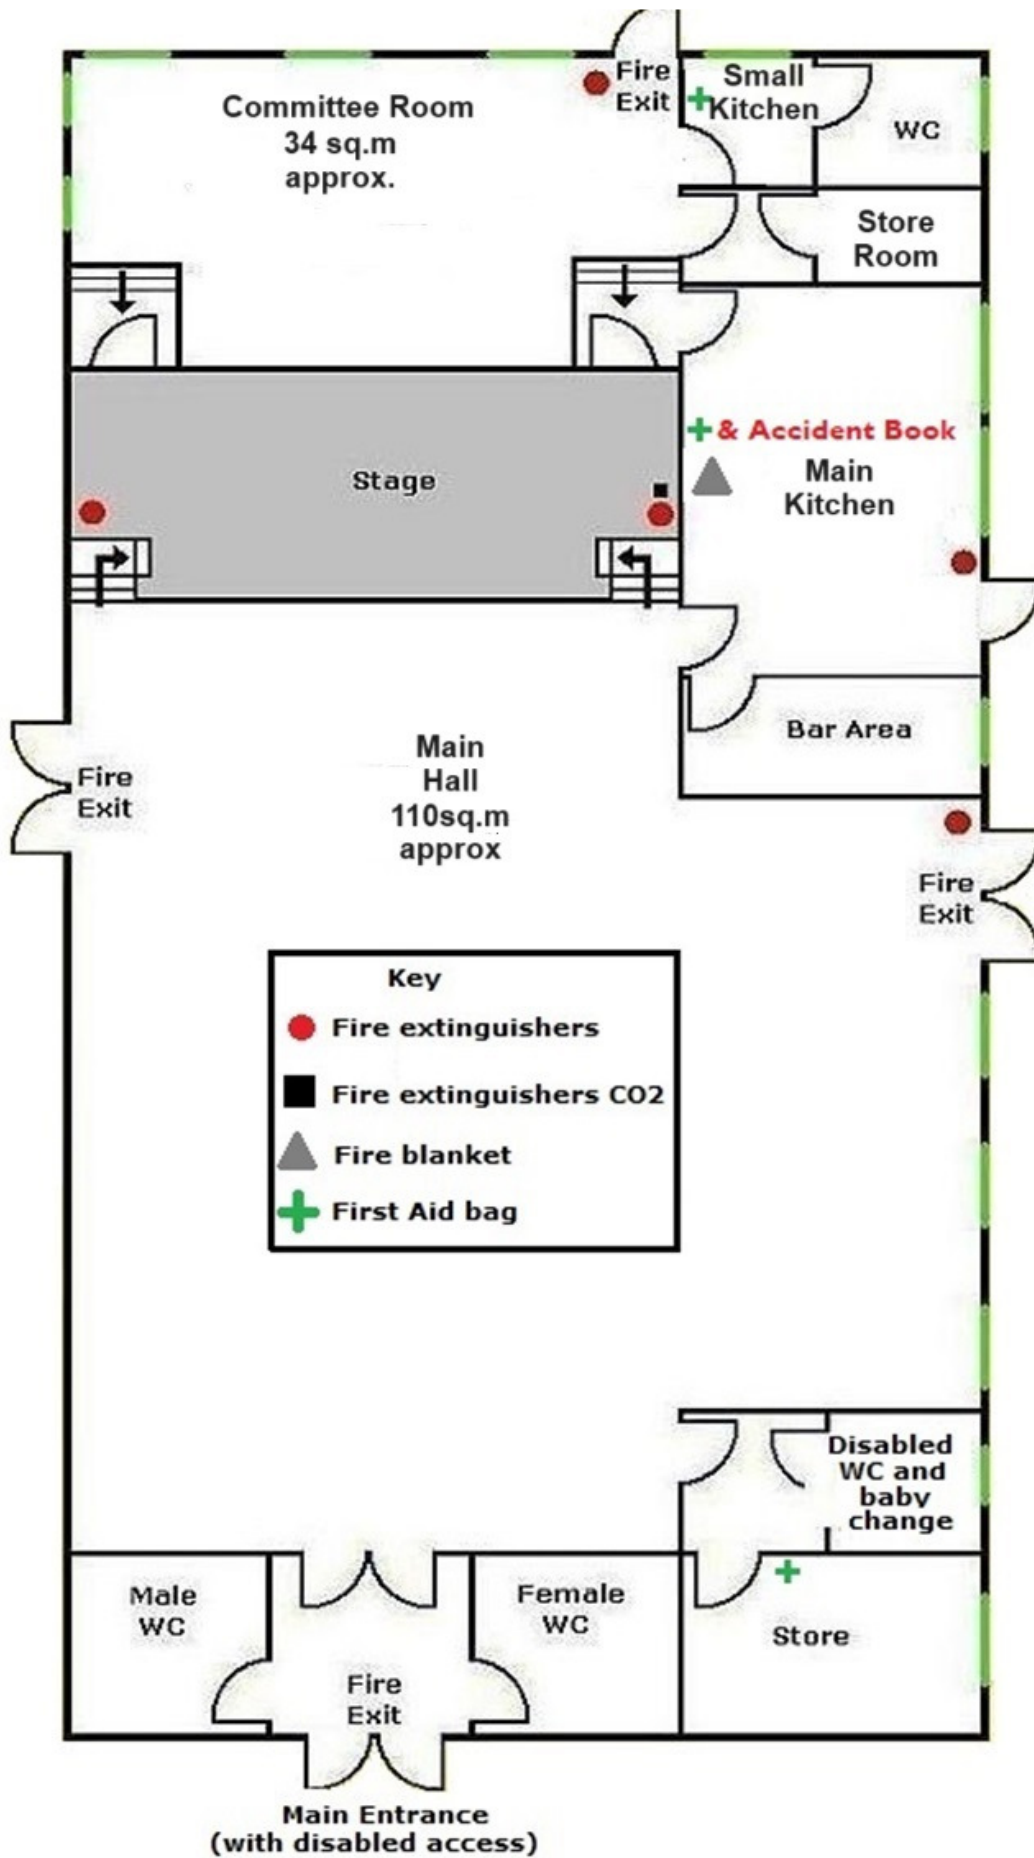 Fire
Exit
Small
Kitchen
Committee Room
34 sq.m
approx.
WC
Store
Room
& Accident Book
Main
Kitchen
Stage
Bar Area
Main
Hall
110sq.m
approx
Fire
Exit
Fire
Exit
Key
Fire extinguishers
Fire extinguishers CO2
Fire blanket
First Aid bag
Disabled
WC and
baby
change
Male
WC
Female
WC
Store
Fire
Exit
Main Entrance
(with disabled access)